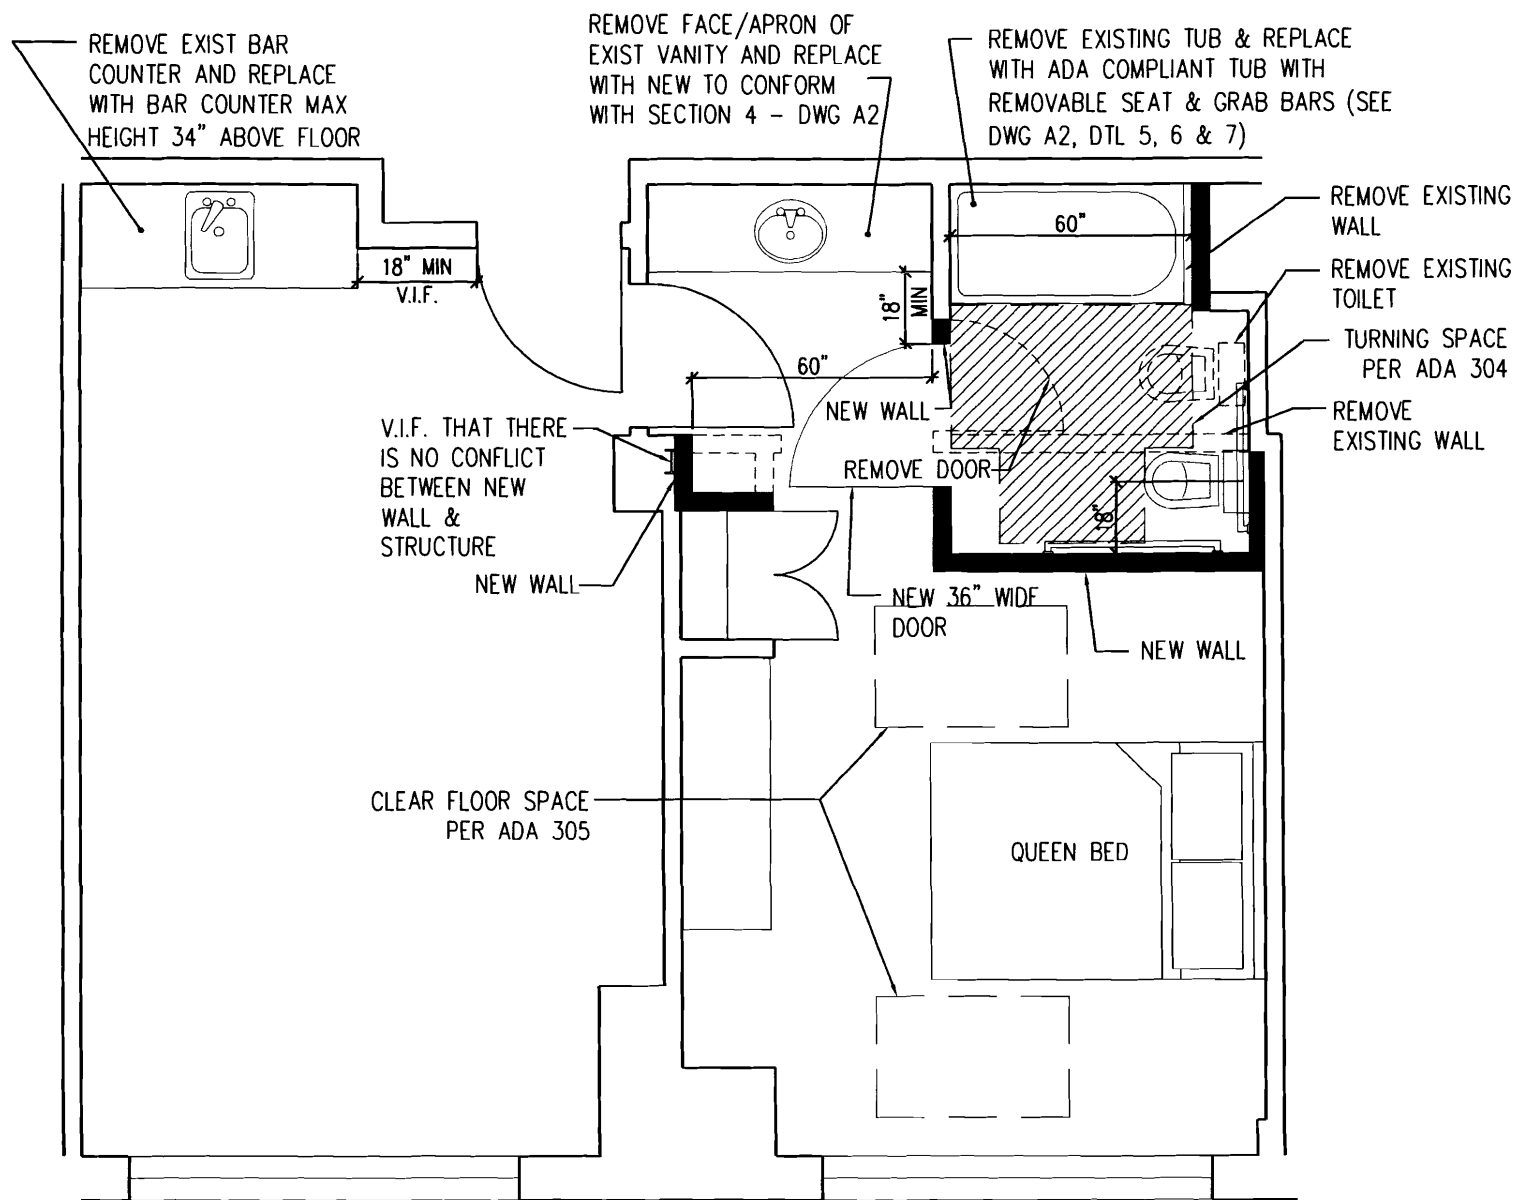 REMOVE EXIST BAR
COUNTER AND REPLACE
WITH BAR COUNTER MAX
HEIGHT 34" ABOVE FLOOR
REMOVE FACE/APRON OF
EXIST VANITY AND REPLACE
WITH NEW TO CONFORM
WITH SECTION 4 - DWG A2
REMOVE EXISTING TUB & REPLACE
WITH ADA COMPLIANT TUB WITH
REMOVABLE SEAT & GRAB BARS (SEE
DWG A2, DTL 5, 6 & 7)
REMOVE EXISTING
WALL
REMOVE EXISTING
TOILET
TURNING SPACE
PER ADA 304
REMOVE
EXISTING WALL
60"
18" MIN
V.I.F.
18"
MIN
60"
NEW WALL
REMOVE DOOR
18"
V.I.F. THAT THERE
IS NO CONFLICT
BETWEEN NEW
WALL &
STRUCTURE
NEW WALL
NEW 36" WIDE
DOOR
NEW WALL
CLEAR FLOOR SPACE
PER ADA 305
QUEEN BED